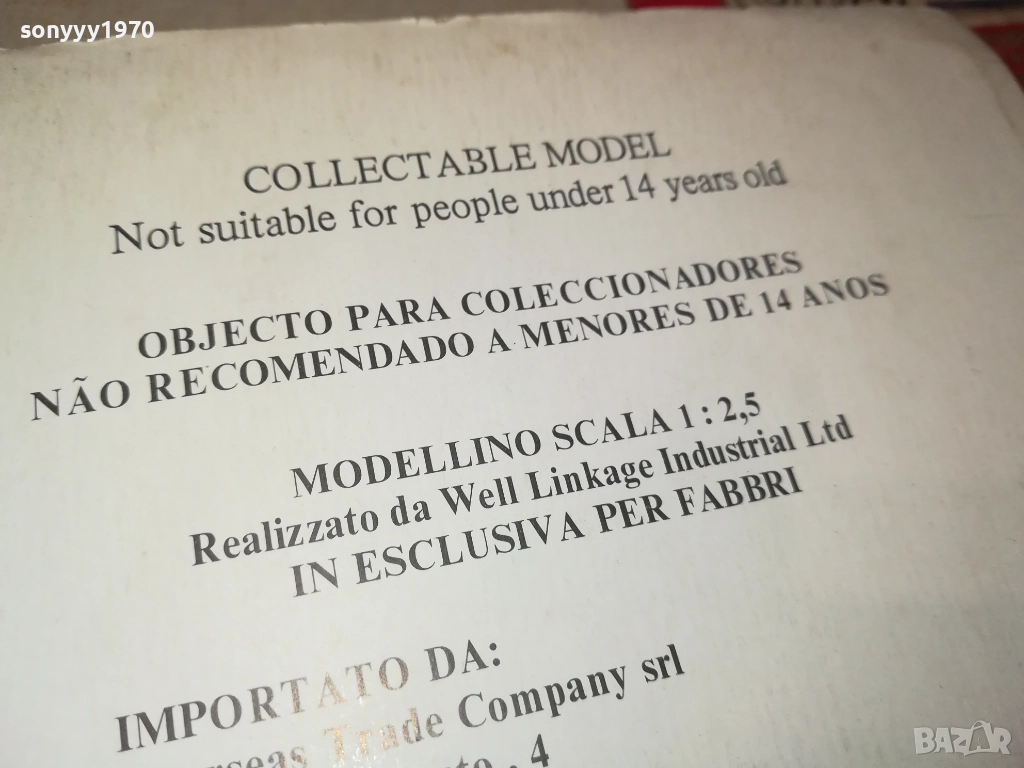 sonyyy1970
COLLECTABLE MODEL
Not suitable for people under 14 years old
OBJECTO PARA COLECCIONADORES
NÃO RECOMENDADO A MENORES DE 14 ANOS
MODELLINO SCALA 1 : 2,5
Realizzato da Well Linkage Industrial Ltd
IN ESCLUSIVA PER FABBRI
IMPORTATO DA:
Trade Company srl
, 4
BAZAR